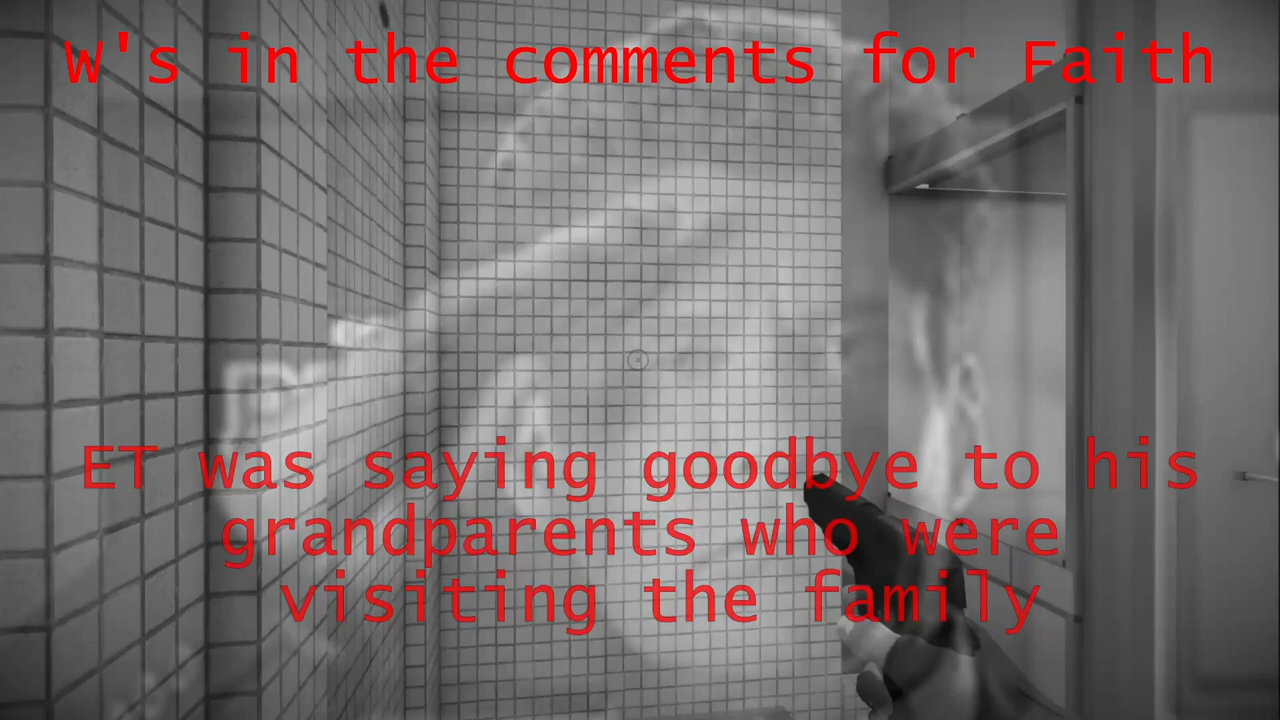 W's in the comments for Faith
ET was saying goodbye to his
grandparents who were
visiting the family